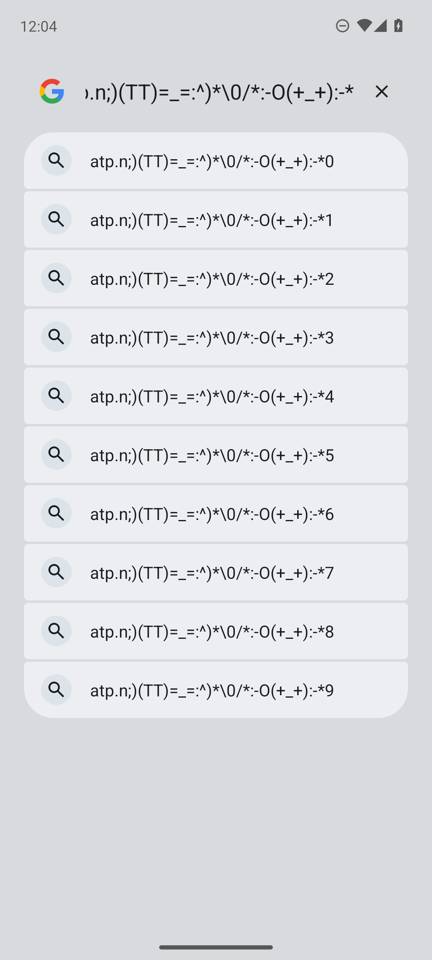 12:04
p.n;)(TT)=_=:^)*\0/*:-O(+_+):-*
atp.n;)(TT)=_=:^)*\0/*:-O(+_+):-*0
atp.n;)(TT)=_=:^)*\0/*:-O(+_+):-*1
atp.n;)(TT)=_=:^)*\0/*:-O(+_+):-*2
atp.n;)(TT)=_=:^)*\0/*:-O(+_+):-*3
atp.n;)(TT)=_=:^)*\0/*:-O(+_+):-*4
atp.n;)(TT)=_=:^)*\0/*:-O(+_+):-*5
atp.n;)(TT)=_=:^)*\0/*:-O(+_+):-*6
atp.n;)(TT)=_=:^)*\0/*:-O(+_+):-*7
atp.n;)(TT)=_=:^)*\0/*:-O(+_+):-*8
atp.n;)(TT)=_=:^)*\0/*:-O(+_+):-*9